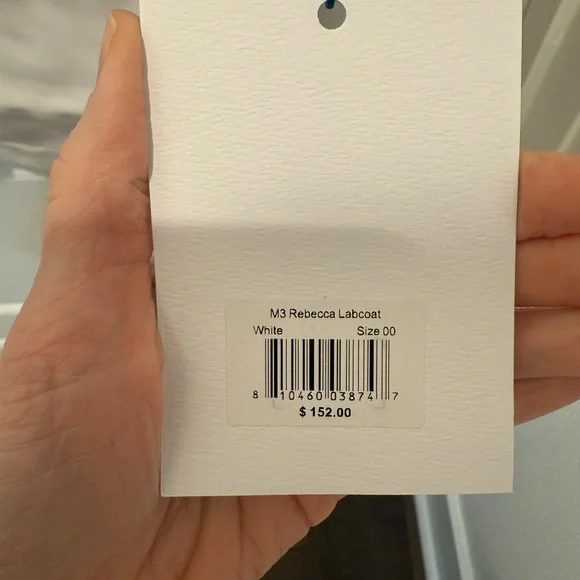 M3 Rebecca Labcoat
White Size 00
8 10460 03874 7
$ 152.00